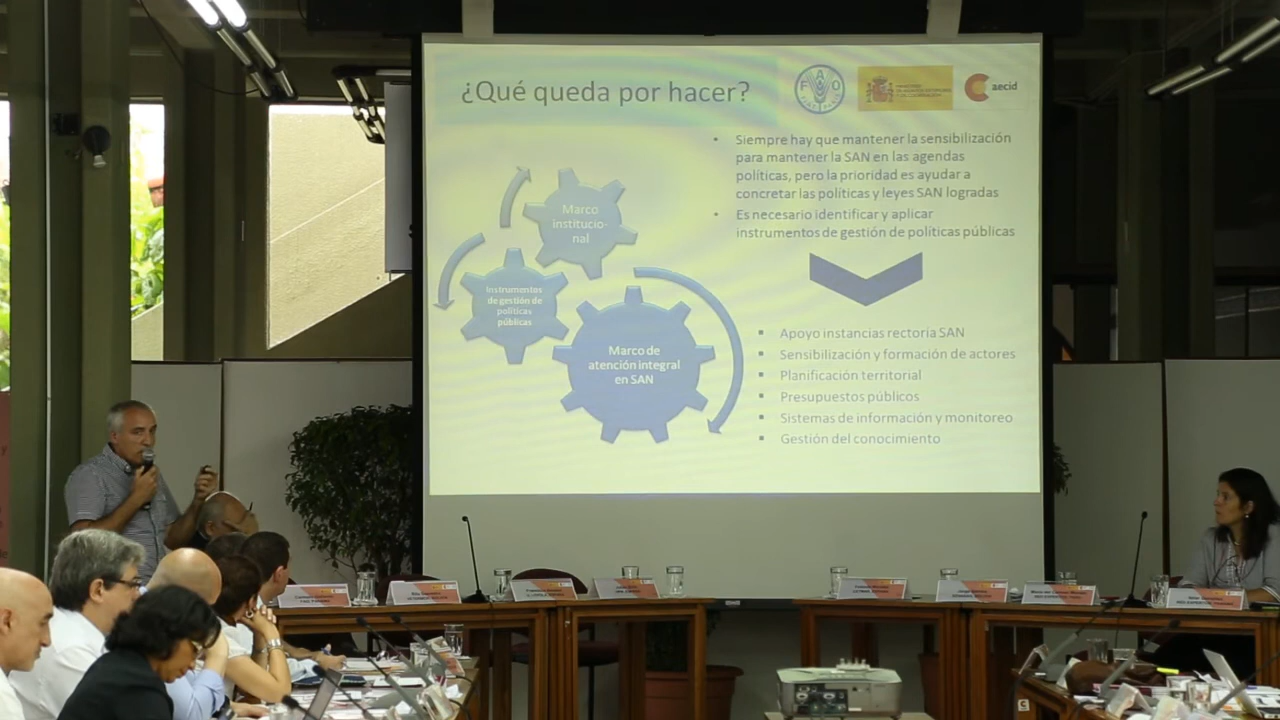 ¿Qué queda por hacer?
FAO
aecid
• Siempre hay que mantener la sensibilización
para mantener la SAN en las agendas
políticas, pero la prioridad es ayudar a
concretar las políticas y leyes SAN logradas
• Es necesario identificar y aplicar
instrumentos de gestión de políticas públicas
Marco
institucio-
nal
Instrumentos
de gestión de
políticas
públicas
Marco de
atención integral
en SAN
▪ Apoyo instancias rectoria SAN
▪ Sensibilización y formación de actores
▪ Planificación territorial
▪ Presupuestos públicos
▪ Sistemas de información y monitoreo
▪ Gestión del conocimiento